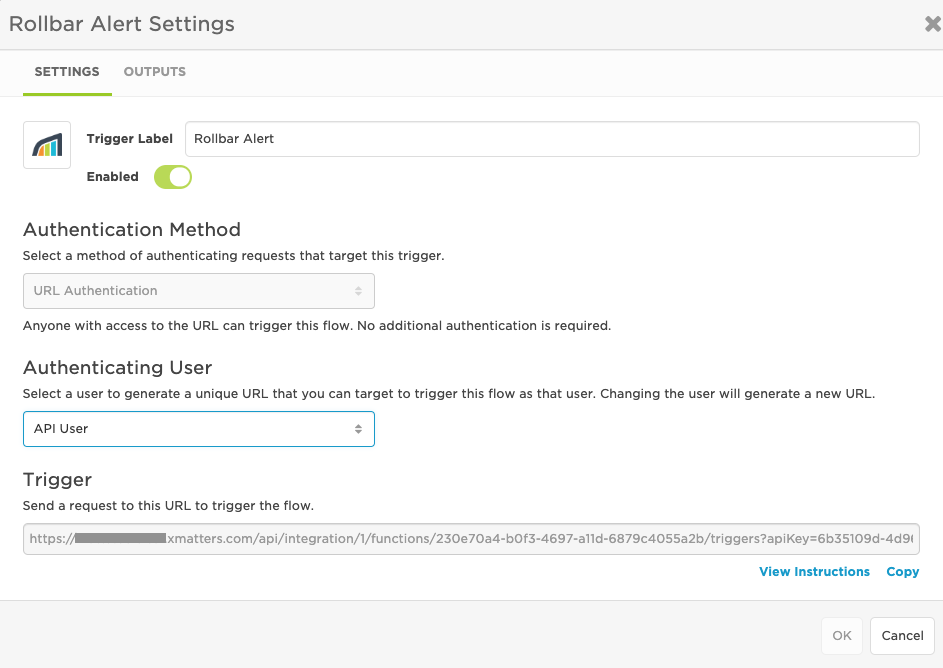 Rollbar Alert Settings
SETTINGS OUTPUTS
Trigger Label Rollbar Alert
Enabled
Authentication Method
Select a method of authenticating requests that target this trigger.
URL Authentication
Anyone with access to the URL can trigger this flow. No additional authentication is required.
Authenticating User
Select a user to generate a unique URL that you can target to trigger this flow as that user. Changing the user will generate a new URL.
API User
Trigger
Send a request to this URL to trigger the flow.
https:// .xmatters.com/api/integration/1/functions/230e70a4-b0f3-4697-a11d-6879c4055a2b/triggers?apiKey=6b35109d-4d9
View Instructions Copy
OK Cancel